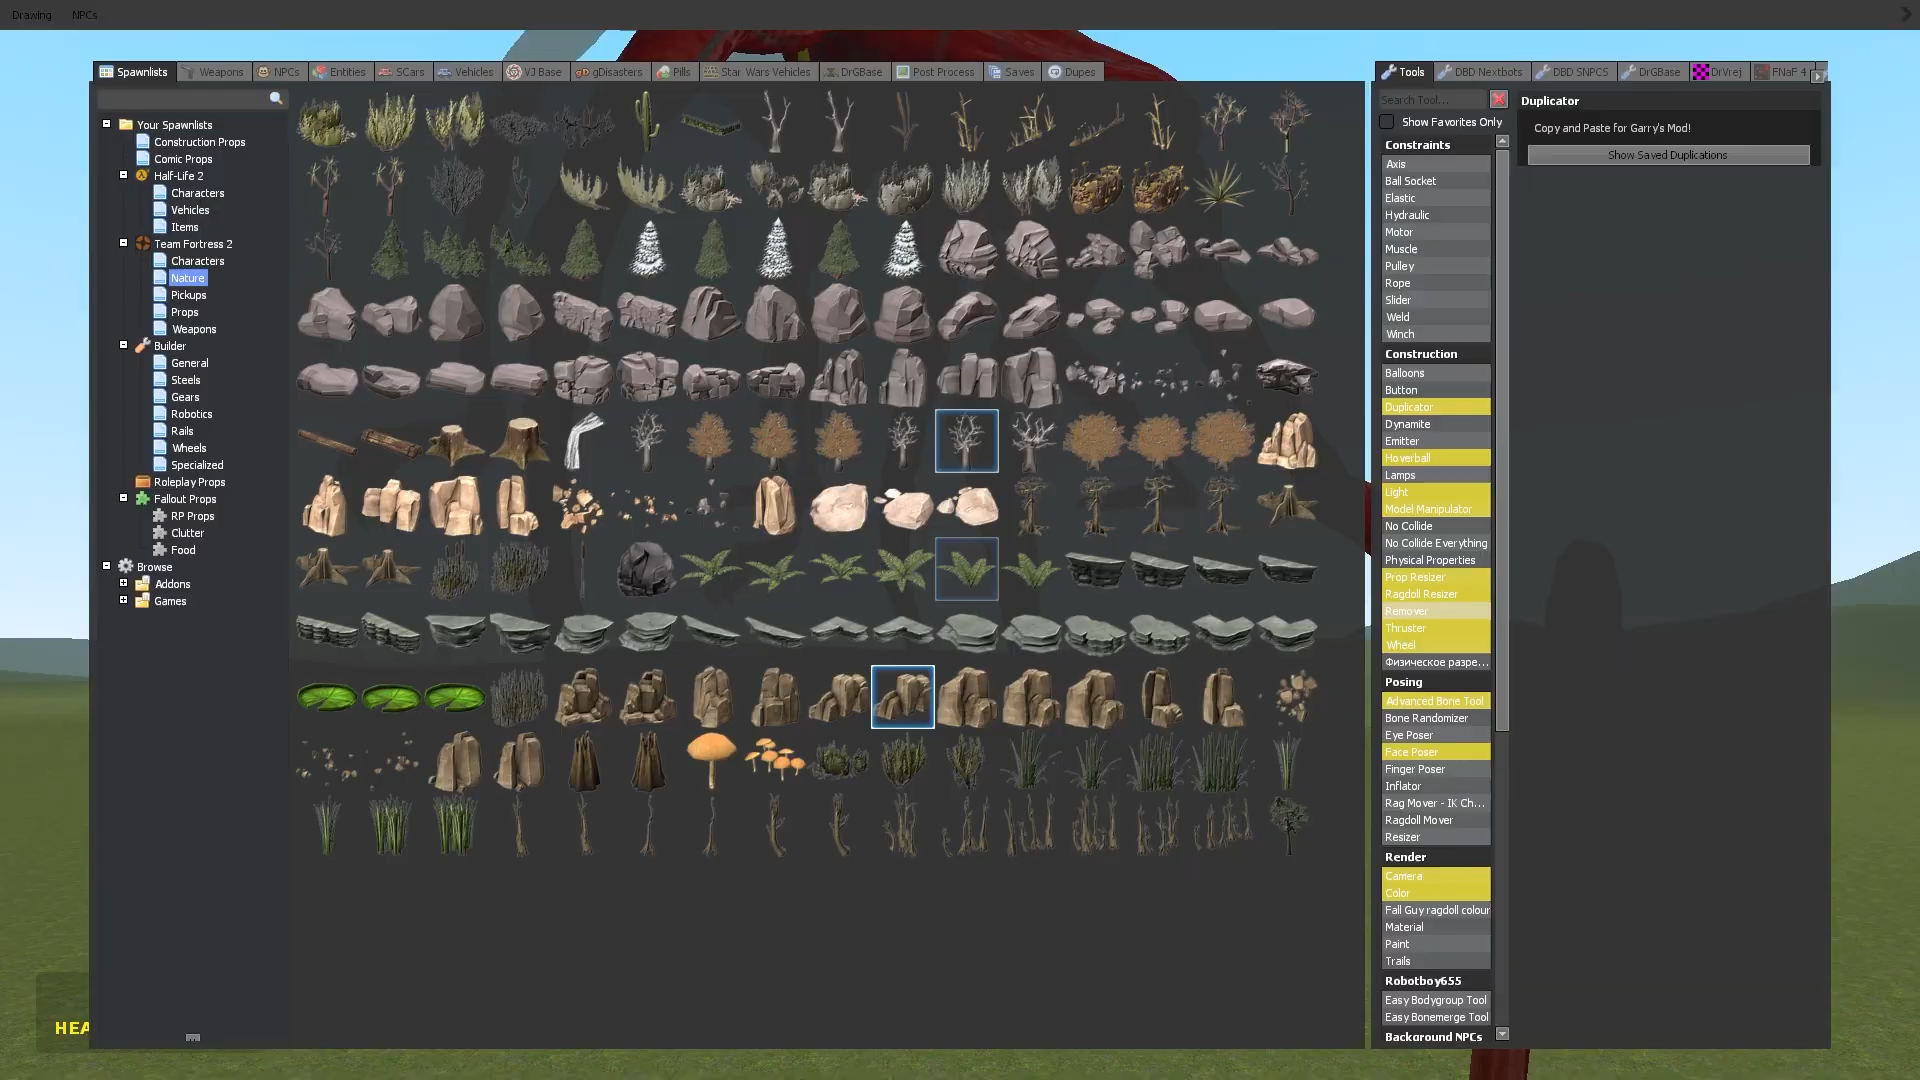 Drawing NPCs
Spawnlists Weapons NPCs Entities SCars Vehicles VJ Base gDisasters Pills Star Wars Vehicles DrGBase Post Process Saves Dupes
Your Spawnlists
Construction Props
Comic Props
Half-Life 2
Characters
Vehicles
Items
Team Fortress 2
Characters
Nature
Pickups
Props
Weapons
Builder
General
Steels
Gears
Robotics
Rails
Wheels
Specialized
Roleplay Props
Fallout Props
RP Props
Clutter
Food
Browse
Addons
Games
HEA
Tools DBD Nextbots DBD SNPCS DrGBase DrVrej FNaF 4
Search Tool...
Show Favorites Only
Constraints
Axis
Ball Socket
Elastic
Hydraulic
Motor
Muscle
Pulley
Rope
Slider
Weld
Winch
Construction
Balloons
Button
Duplicator
Dynamite
Emitter
Hoverball
Lamps
Light
Model Manipulator
No Collide
No Collide Everything
Physical Properties
Prop Resizer
Ragdoll Resizer
Remover
Thruster
Wheel
Физическое разре...
Posing
Advanced Bone Tool
Bone Randomizer
Eye Poser
Face Poser
Finger Poser
Inflator
Rag Mover - IK Ch...
Ragdoll Mover
Resizer
Render
Camera
Color
Fall Guy ragdoll colour
Material
Paint
Trails
Robotboy655
Easy Bodygroup Tool
Easy Bonemerge Tool
Background NPCs
Duplicator
Copy and Paste for Garry's Mod!
Show Saved Duplications